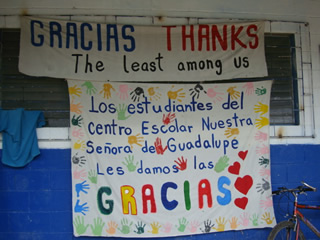 GRACIAS THANKS
The least among us
Los estudiantes del
Centro Escolar Nuestra
Señora de Guadalupe
Les damos las
GRACIAS